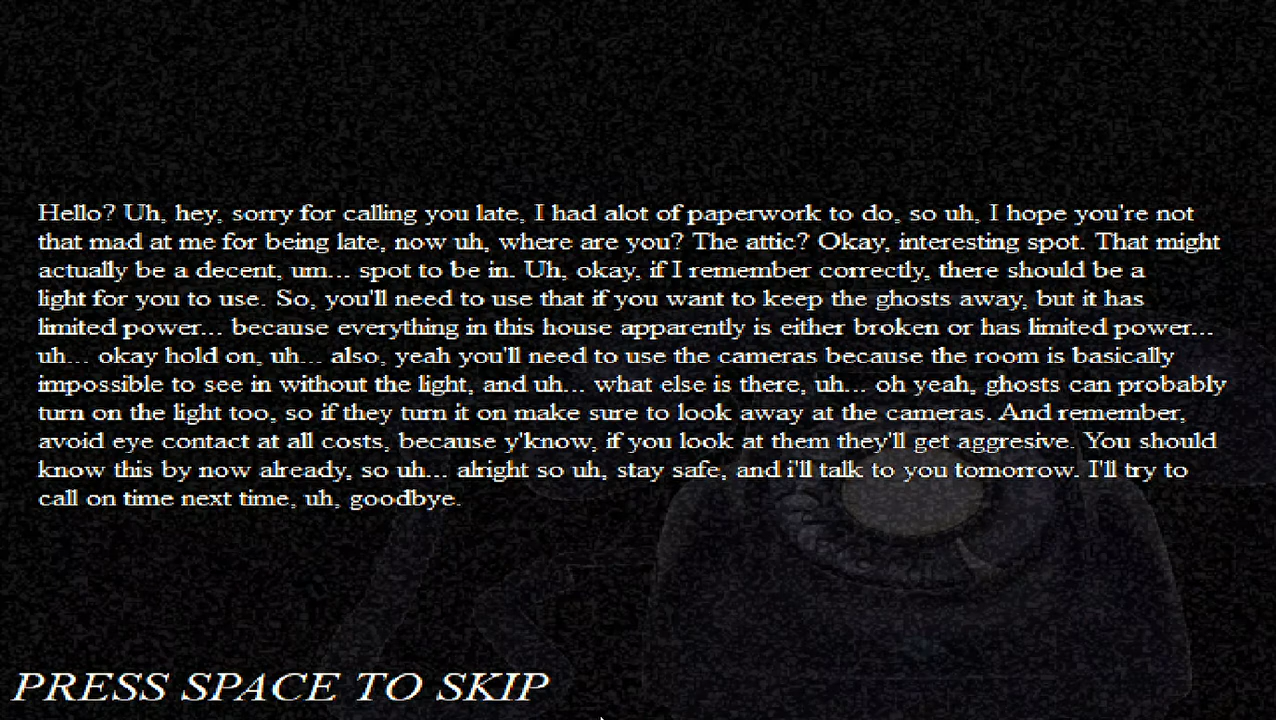 Hello? Uh, hey, sorry for calling you late, I had alot of paperwork to do, so uh, I hope you're not
that mad at me for being late, now uh, where are you? The attic? Okay, interesting spot. That might
actually be a decent, um... spot to be in. Uh, okay, if I remember correctly, there should be a
light for you to use. So, you'll need to use that if you want to keep the ghosts away, but it has
limited power... because everything in this house apparently is either broken or has limited power...
uh... okay hold on, uh... also, yeah you'll need to use the cameras because the room is basically
impossible to see in without the light, and uh... what else is there, uh... oh yeah, ghosts can probably
turn on the light too, so if they turn it on make sure to look away at the cameras. And remember,
avoid eye contact at all costs, because y'know, if you look at them they'll get aggresive. You should
know this by now already, so uh... alright so uh, stay safe, and i'll talk to you tomorrow. I'll try to
call on time next time, uh, goodbye.
PRESS SPACE TO SKIP